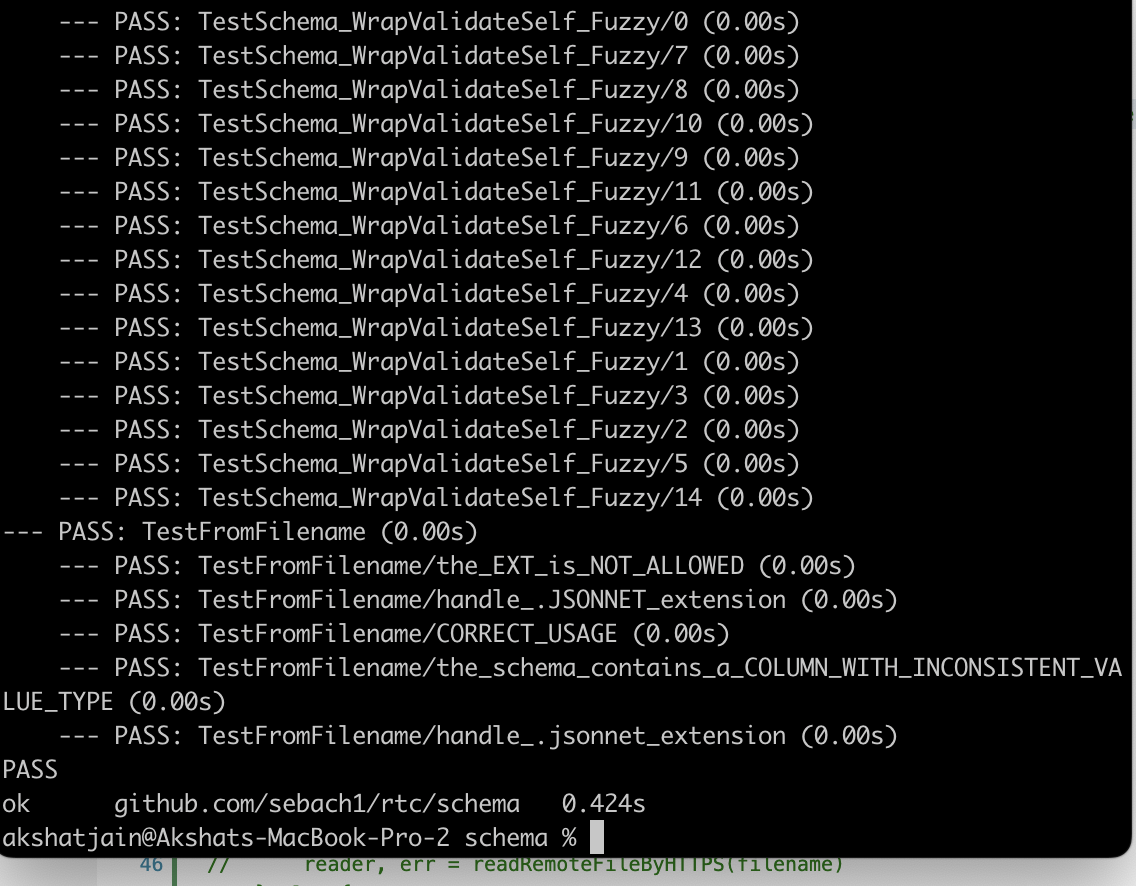 --- PASS: TestSchema_WrapValidateSelf_Fuzzy/0 (0.00s)
--- PASS: TestSchema_WrapValidateSelf_Fuzzy/7 (0.00s)
--- PASS: TestSchema_WrapValidateSelf_Fuzzy/8 (0.00s)
--- PASS: TestSchema_WrapValidateSelf_Fuzzy/10 (0.00s)
--- PASS: TestSchema_WrapValidateSelf_Fuzzy/9 (0.00s)
--- PASS: TestSchema_WrapValidateSelf_Fuzzy/11 (0.00s)
--- PASS: TestSchema_WrapValidateSelf_Fuzzy/6 (0.00s)
--- PASS: TestSchema_WrapValidateSelf_Fuzzy/12 (0.00s)
--- PASS: TestSchema_WrapValidateSelf_Fuzzy/4 (0.00s)
--- PASS: TestSchema_WrapValidateSelf_Fuzzy/13 (0.00s)
--- PASS: TestSchema_WrapValidateSelf_Fuzzy/1 (0.00s)
--- PASS: TestSchema_WrapValidateSelf_Fuzzy/3 (0.00s)
--- PASS: TestSchema_WrapValidateSelf_Fuzzy/2 (0.00s)
--- PASS: TestSchema_WrapValidateSelf_Fuzzy/5 (0.00s)
--- PASS: TestSchema_WrapValidateSelf_Fuzzy/14 (0.00s)
--- PASS: TestFromFilename (0.00s)
--- PASS: TestFromFilename/the_EXT_is_NOT_ALLOWED (0.00s)
--- PASS: TestFromFilename/handle_.JSONNET_extension (0.00s)
--- PASS: TestFromFilename/CORRECT_USAGE (0.00s)
--- PASS: TestFromFilename/the_schema_contains_a_COLUMN_WITH_INCONSISTENT_VA
LUE_TYPE (0.00s)
--- PASS: TestFromFilename/handle_.jsonnet_extension (0.00s)
PASS
ok github.com/sebach1/rtc/schema 0.424s
akshatjain@Akshats-MacBook-Pro-2 schema %
46 // reader, err = readRemoteFileByHTTPS(filename)